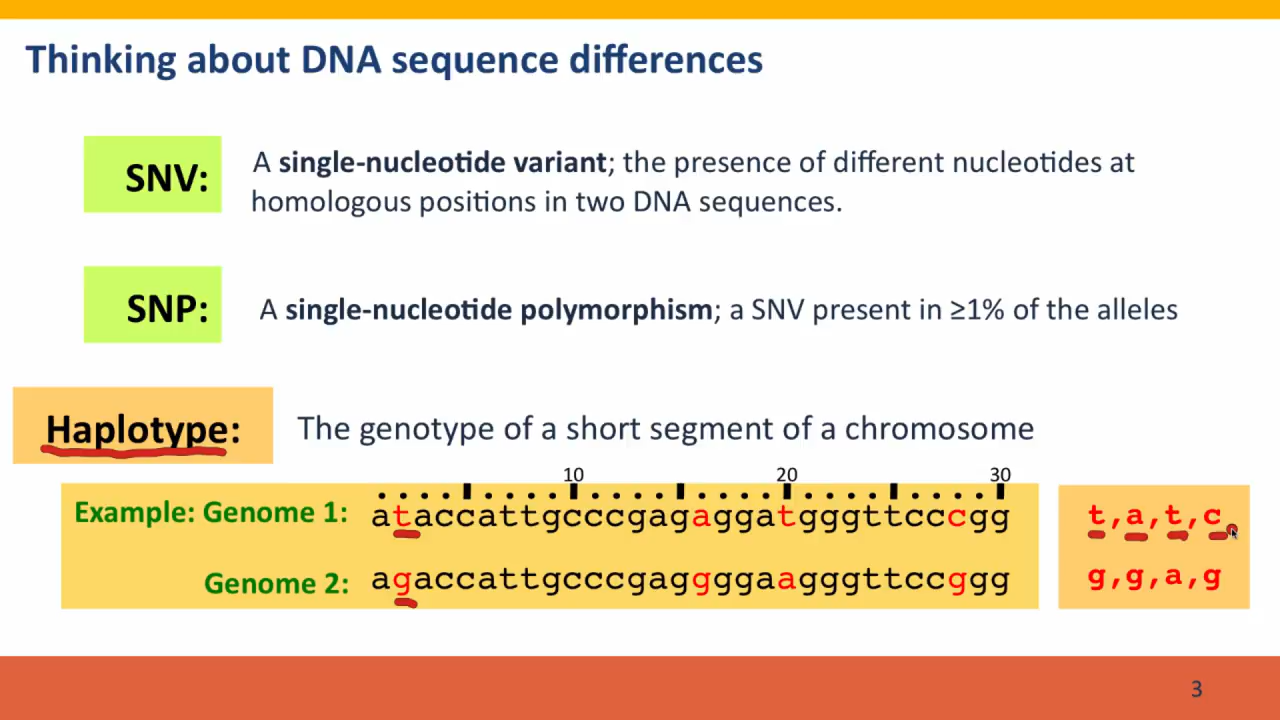 Thinking about DNA sequence differences
SNV:
A single-nucleotide variant; the presence of different nucleotides at
homologous positions in two DNA sequences.
SNP:
A single-nucleotide polymorphism; a SNV present in ≥1% of the alleles
Haplotype:
The genotype of a short segment of a chromosome
10 20 30
Example: Genome 1: ataccattgcccgagaggatgggttcccgg
t,a,t,c
Genome 2: agaccattgcccgaggggaagggttccggg
g,g,a,g
3